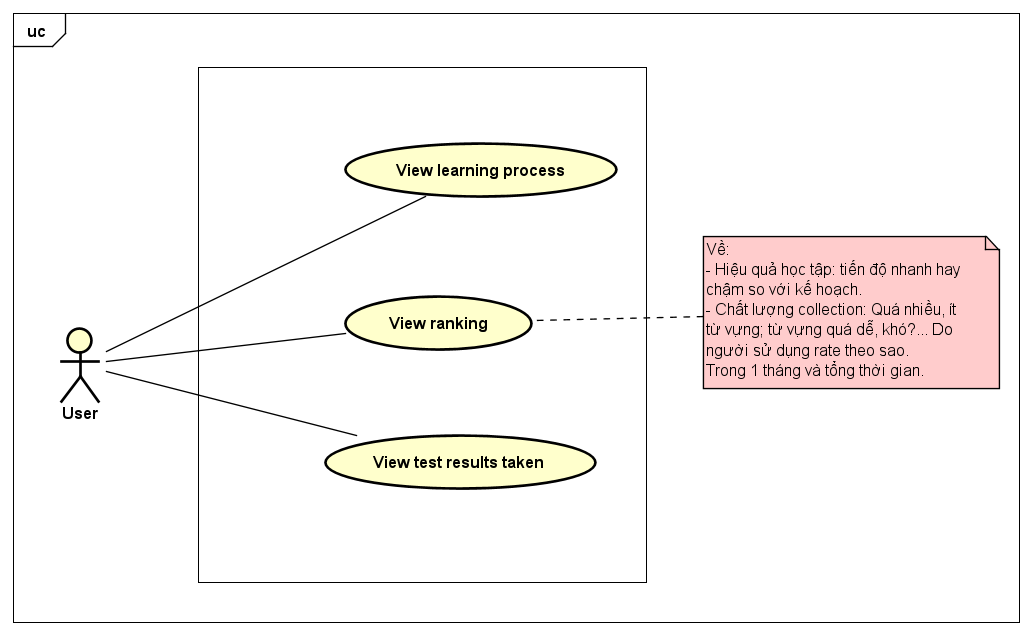 uc
View learning process
View ranking
View test results taken
User
Về:
- Hiệu quả học tập: tiến độ nhanh hay
chậm so với kế hoạch.
- Chất lượng collection: Quá nhiều, ít
từ vựng; từ vựng quá dễ, khó?... Do
người sử dụng rate theo sao.
Trong 1 tháng và tổng thời gian.